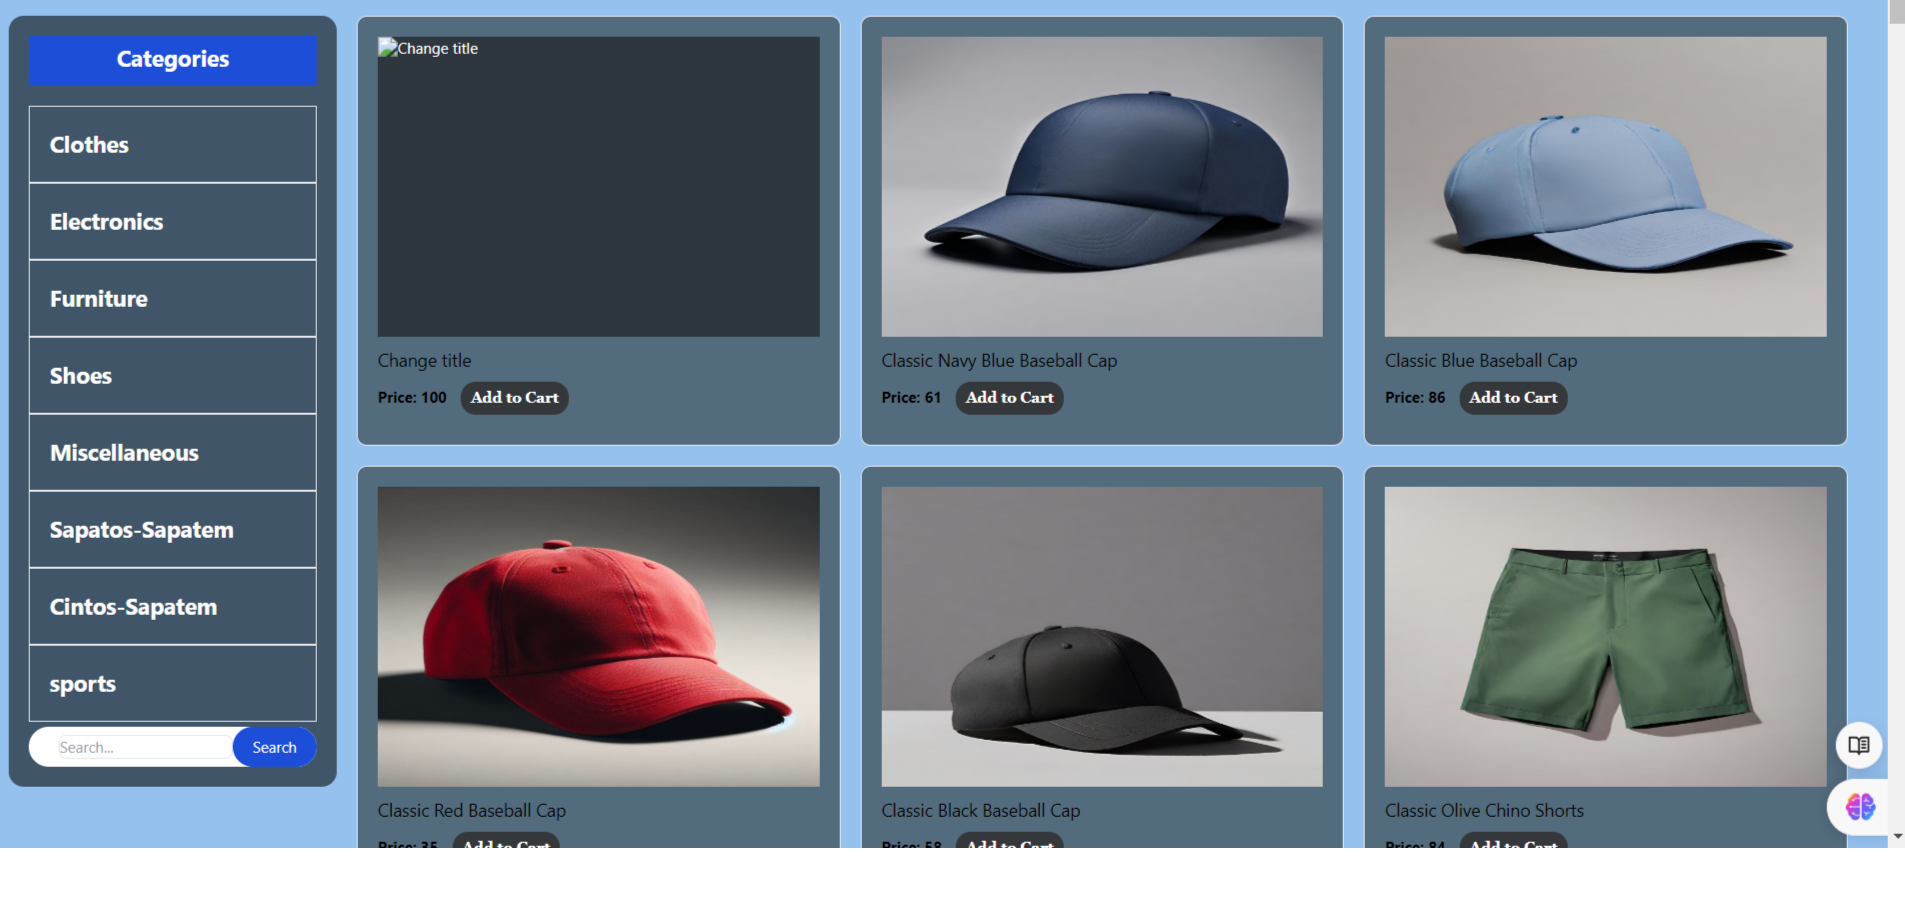 Categories
Clothes
Electronics
Furniture
Shoes
Miscellaneous
Sapatos-Sapatem
Cintos-Sapatem
sports
Search...
Search
Change title
Change title
Price: 100
Add to Cart
Classic Navy Blue Baseball Cap
Price: 61
Add to Cart
Classic Blue Baseball Cap
Price: 86
Add to Cart
Classic Red Baseball Cap
Price: 35
Add to Cart
Classic Black Baseball Cap
Price: 58
Add to Cart
Classic Olive Chino Shorts
Price: 84
Add to Cart